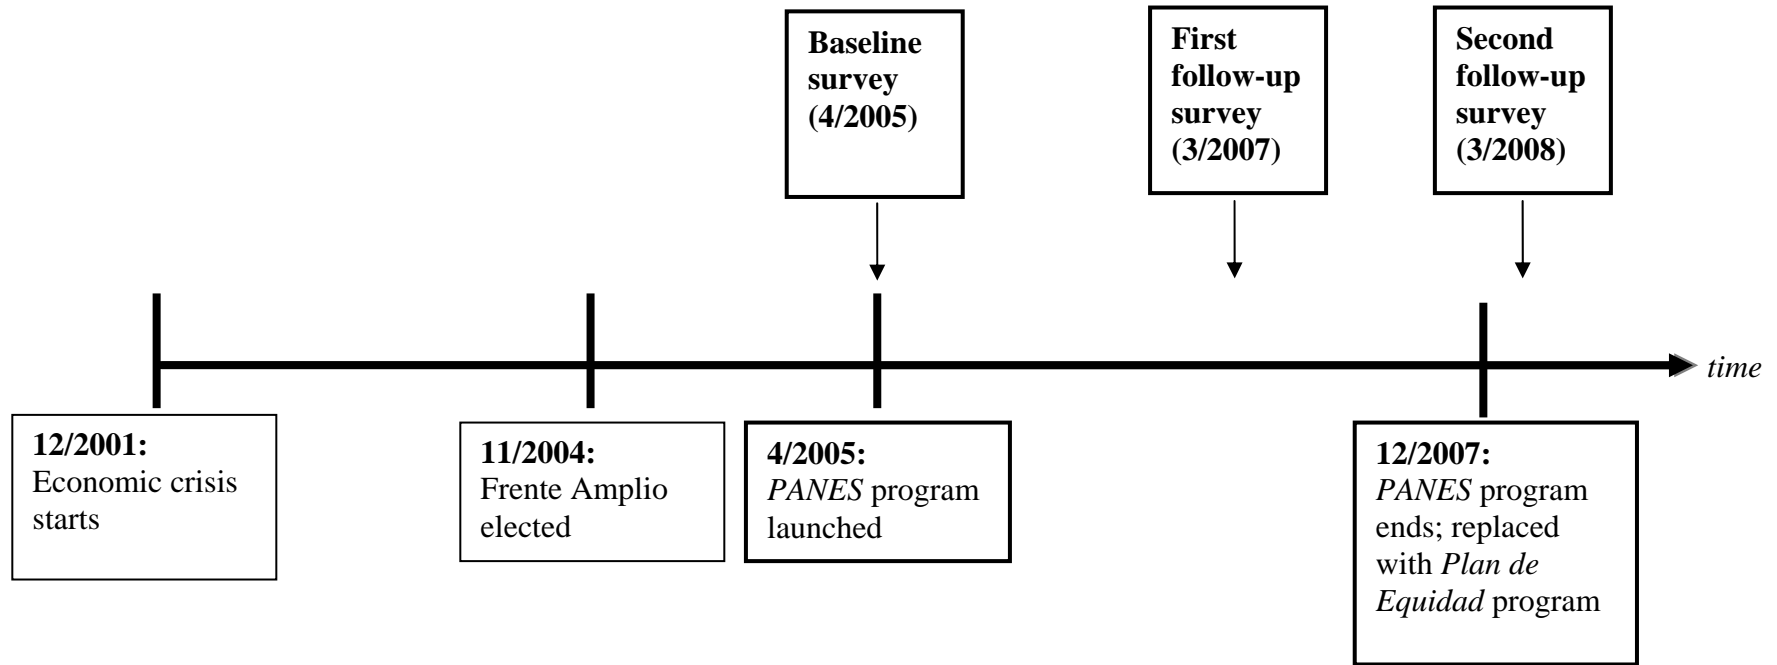 Baseline
survey
(4/2005)
First
follow-up
survey
(3/2007)
Second
follow-up
survey
(3/2008)
time
12/2001:
Economic crisis
starts
11/2004:
Frente Amplio
elected
4/2005:
PANES program
launched
12/2007:
PANES program
ends; replaced
with Plan de
Equidad program